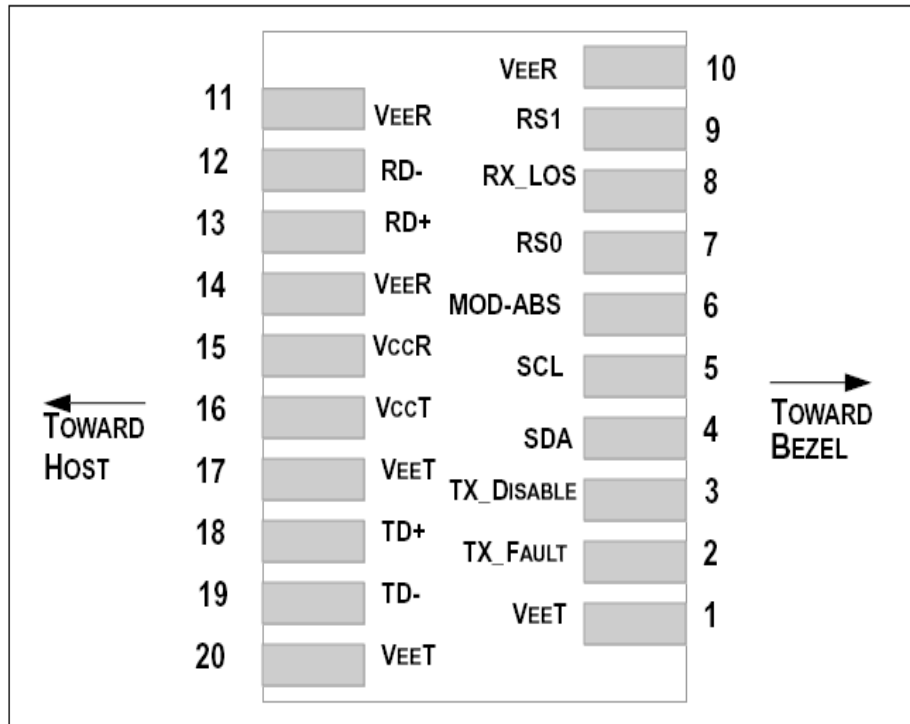 VEER 10
11 VEER
RS1 9
12 RD-
RX_LOS 8
13 RD+
RS0 7
14 VEER
MOD-ABS 6
15 VCCR
SCL 5
16 VCCT
TOWARD HOST
TOWARD BEZEL
SDA 4
17 VEET
TX_DISABLE 3
18 TD+
TX_FAULT 2
19 TD-
VEET 1
20 VEET